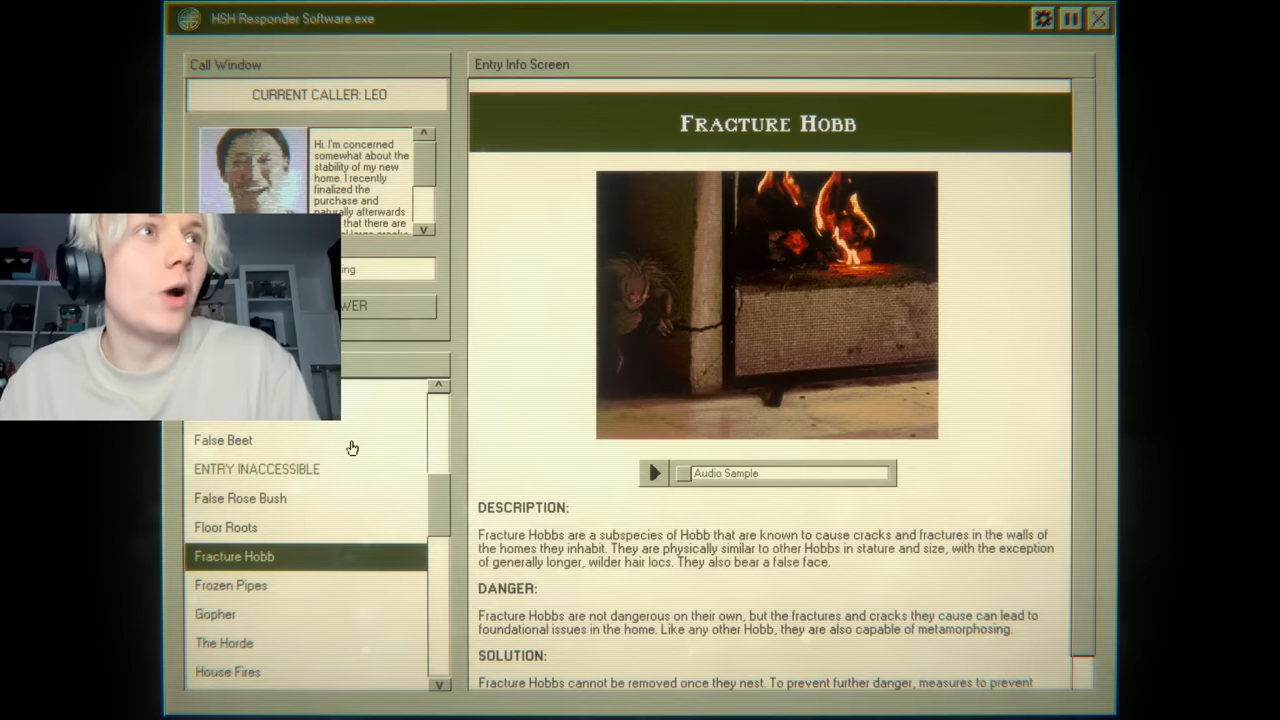 HSH Responder Software.exe
Call Window
CURRENT CALLER: LEO
Hi. I'm concerned
somewhat about the
stability of my new
home. I recently
finalized the
purchase and
naturally afterwards
that there are
Entry Info Screen
FRACTURE HOBB
Audio Sample
DESCRIPTION:
Fracture Hobbs are a subspecies of Hobb that are known to cause cracks and fractures in the walls of
the homes they inhabit. They are physically similar to other Hobbs in stature and size, with the exception
of generally longer, wilder hair locs. They also bear a false face.
DANGER:
Fracture Hobbs are not dangerous on their own, but the fractures and cracks they cause can lead to
foundational issues in the home. Like any other Hobb, they are also capable of metamorphosing.
SOLUTION:
Fracture Hobbs cannot be removed once they nest. To prevent further danger, measures to prevent
False Beet
ENTRY INACCESSIBLE
False Rose Bush
Floor Roots
Fracture Hobb
Frozen Pipes
Gopher
The Horde
House Fires